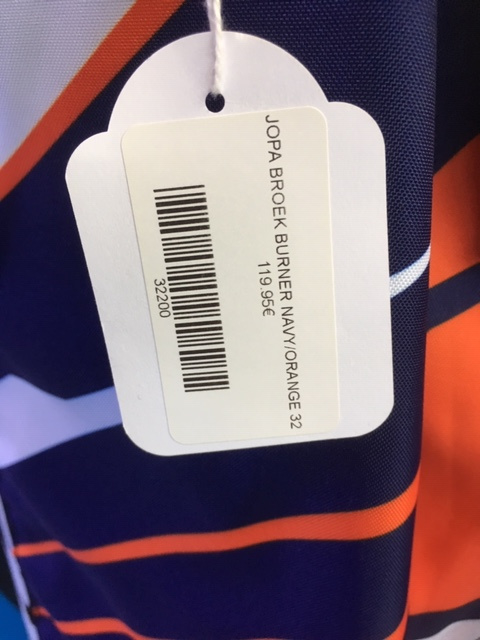 JOPA BROEK BURNER NAVY/ORANGE 32
119.95€
32200